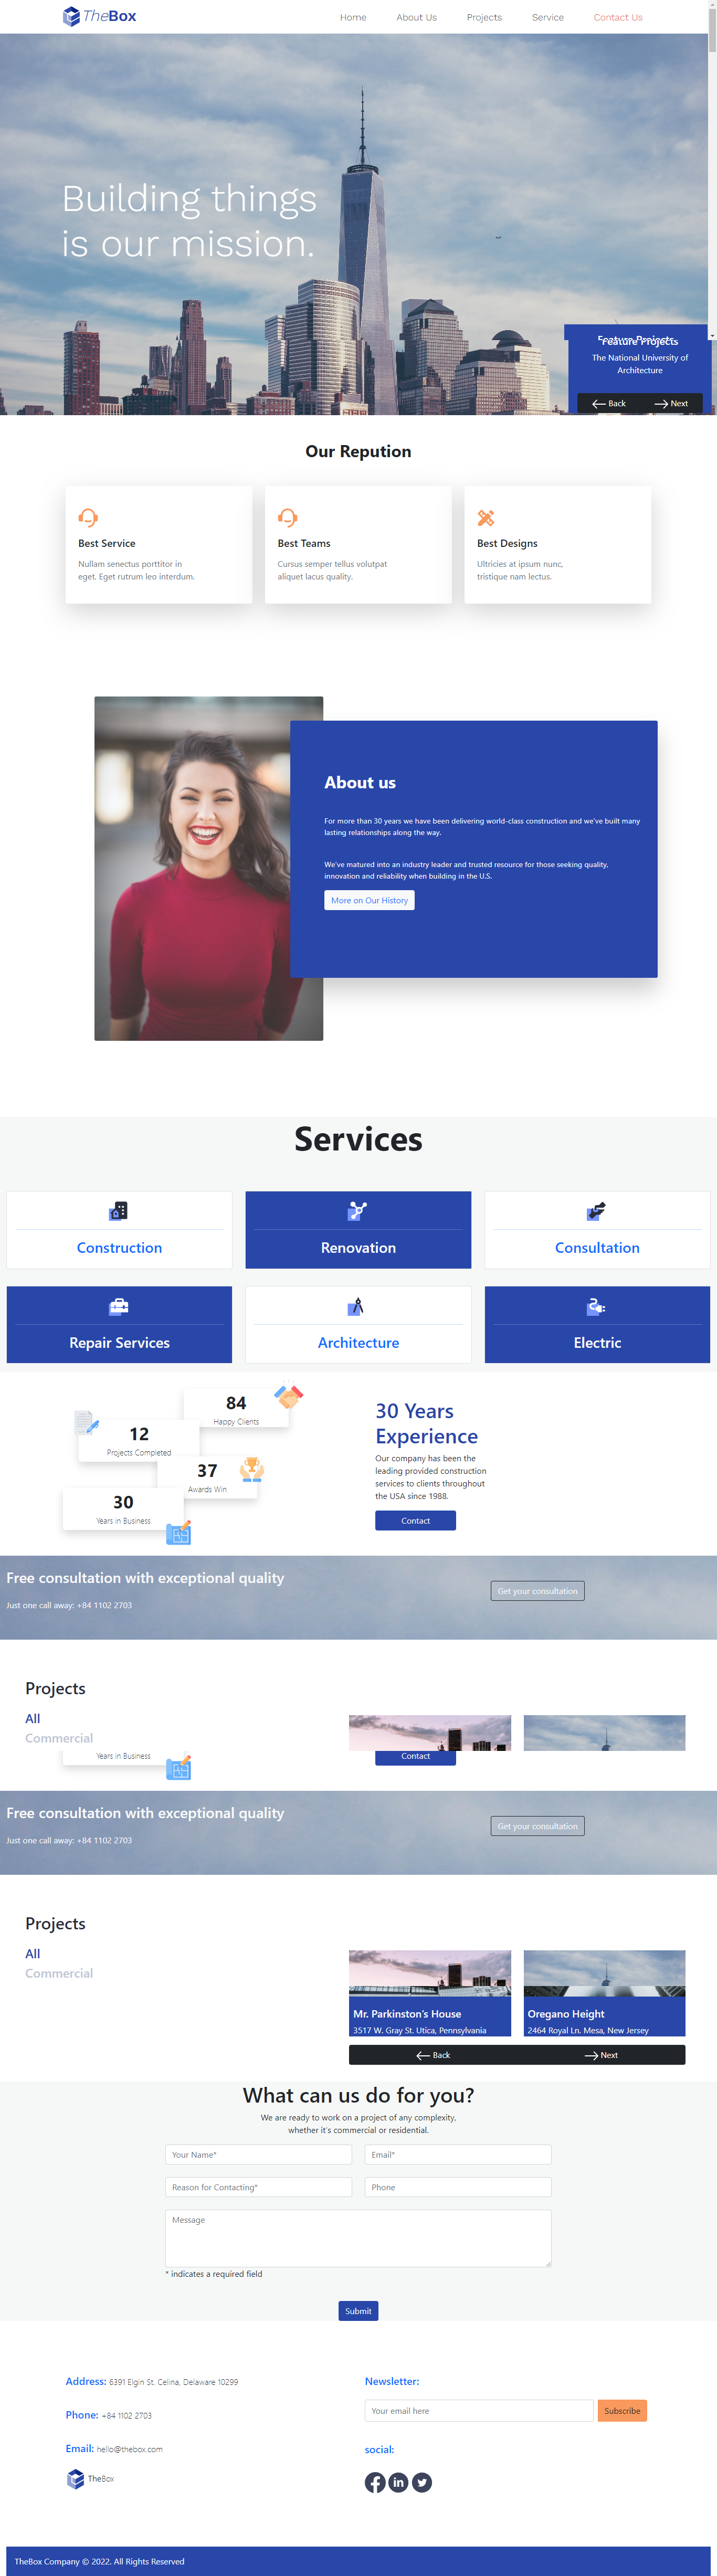 TheBox
Home About Us Projects Service Contact Us
Building things
is our mission.
Feature Projects
The National University of
Architecture
Back Next
Our Repution
Best Service
Nullam senectus porttitor in
eget. Eget rutrum leo interdum.
Best Teams
Cursus semper tellus volutpat
aliquet lacus quality.
Best Designs
Ultricies at ipsum nunc,
tristique nam lectus.
About us
For more than 30 years we have been delivering world-class construction and we've built many
lasting relationships along the way.
We've matured into an industry leader and trusted resource for those seeking quality,
innovation and reliability when building in the U.S.
More on Our History
Services
Construction
Renovation
Consultation
Repair Services
Architecture
Electric
84
Happy Clients
12
Projects Completed
37
Awards Win
30
Years in Business
30 Years
Experience
Our company has been the
leading provided construction
services to clients throughout
the USA since 1988.
Contact
Free consultation with exceptional quality
Just one call away: +84 1102 2703
Get your consultation
Projects
All
Commercial
Years in Business
Contact
Free consultation with exceptional quality
Just one call away: +84 1102 2703
Get your consultation
Projects
All
Commercial
Mr. Parkinston's House
3517 W. Gray St. Utica, Pennsylvania
Oregano Height
2464 Royal Ln. Mesa, New Jersey
Back Next
What can us do for you?
We are ready to work on a project of any complexity,
whether it's commercial or residential.
Your Name* Email*
Reason for Contacting* Phone
Message
* indicates a required field
Submit
Address: 6391 Elgin St. Celina, Delaware 10299
Phone: +84 1102 2703
Email: hello@thebox.com
TheBox
Newsletter:
Your email here Subscribe
social:
TheBox Company © 2022. All Rights Reserved